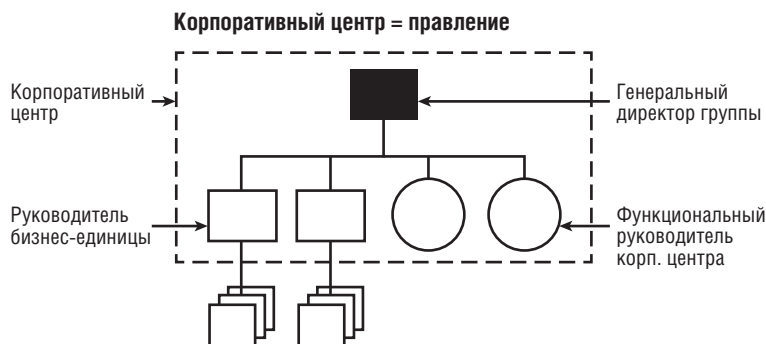 Корпоративный центр = правление
Корпоративный
центр
Генеральный
директор группы
Руководитель
бизнес-единицы
Функциональный
руководитель
корп. центра